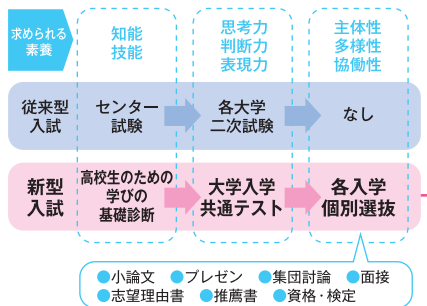 求められる
素養
知能
技能
思考力
判断力
表現力
主体性
多様性
協働性
従来型
入試
センター
試験
各大学
二次試験
なし
新型
入試
高校生のための
学びの
基礎診断
大学入学
共通テスト
各入学
個別選抜
●小論文 ●プレゼン ●集団討論 ●面接
●志望理由書 ●推薦書 ●資格・検定